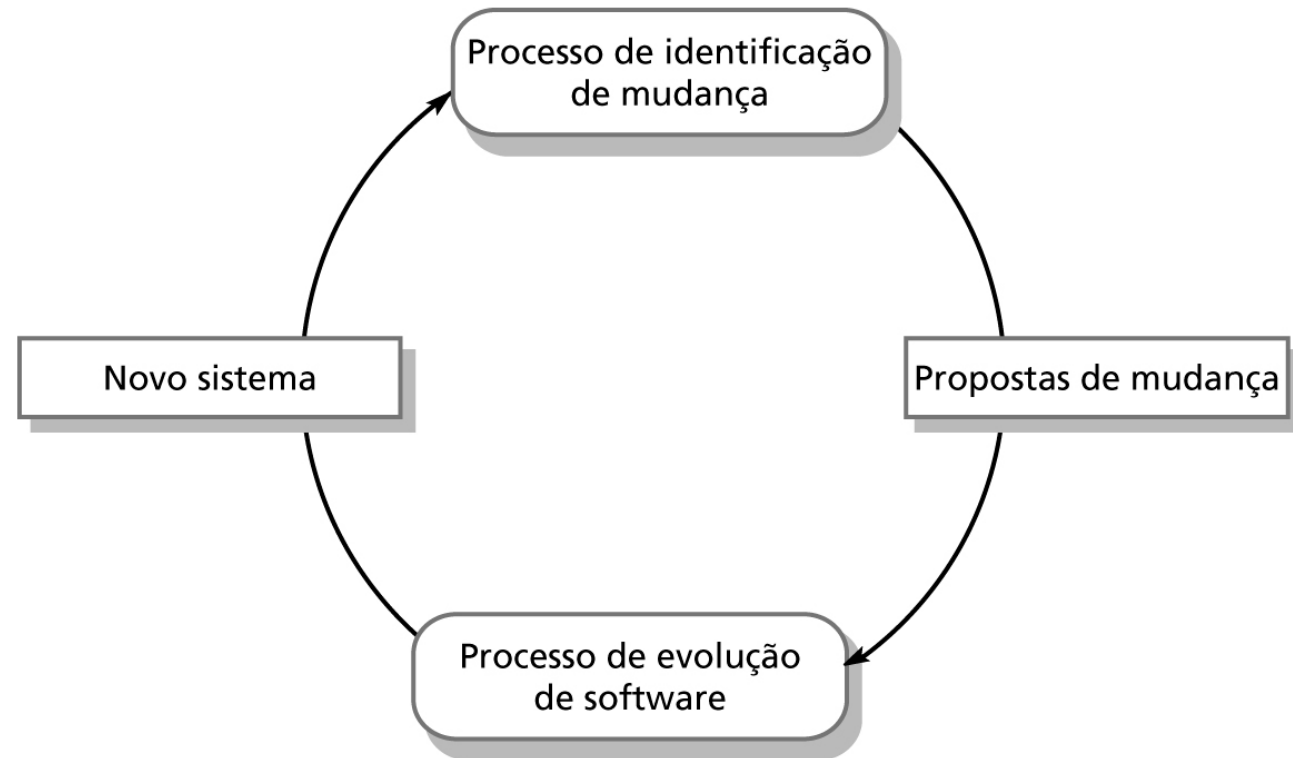 Processo de identificação
de mudança
Novo sistema
Propostas de mudança
Processo de evolução
de software